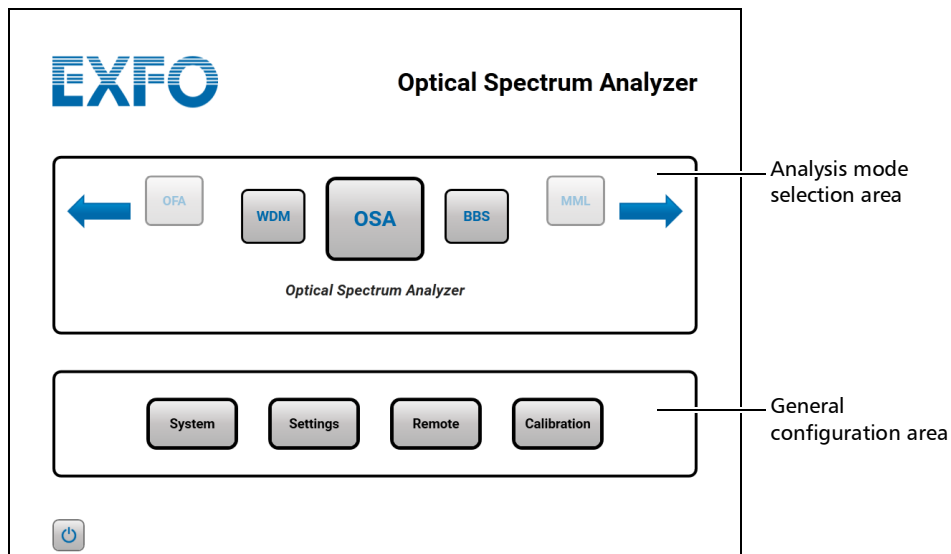 EXFO
Optical Spectrum Analyzer
OFA
WDM
OSA
BBS
MML
Optical Spectrum Analyzer
Analysis mode
selection area
System
Settings
Remote
Calibration
General
configuration area